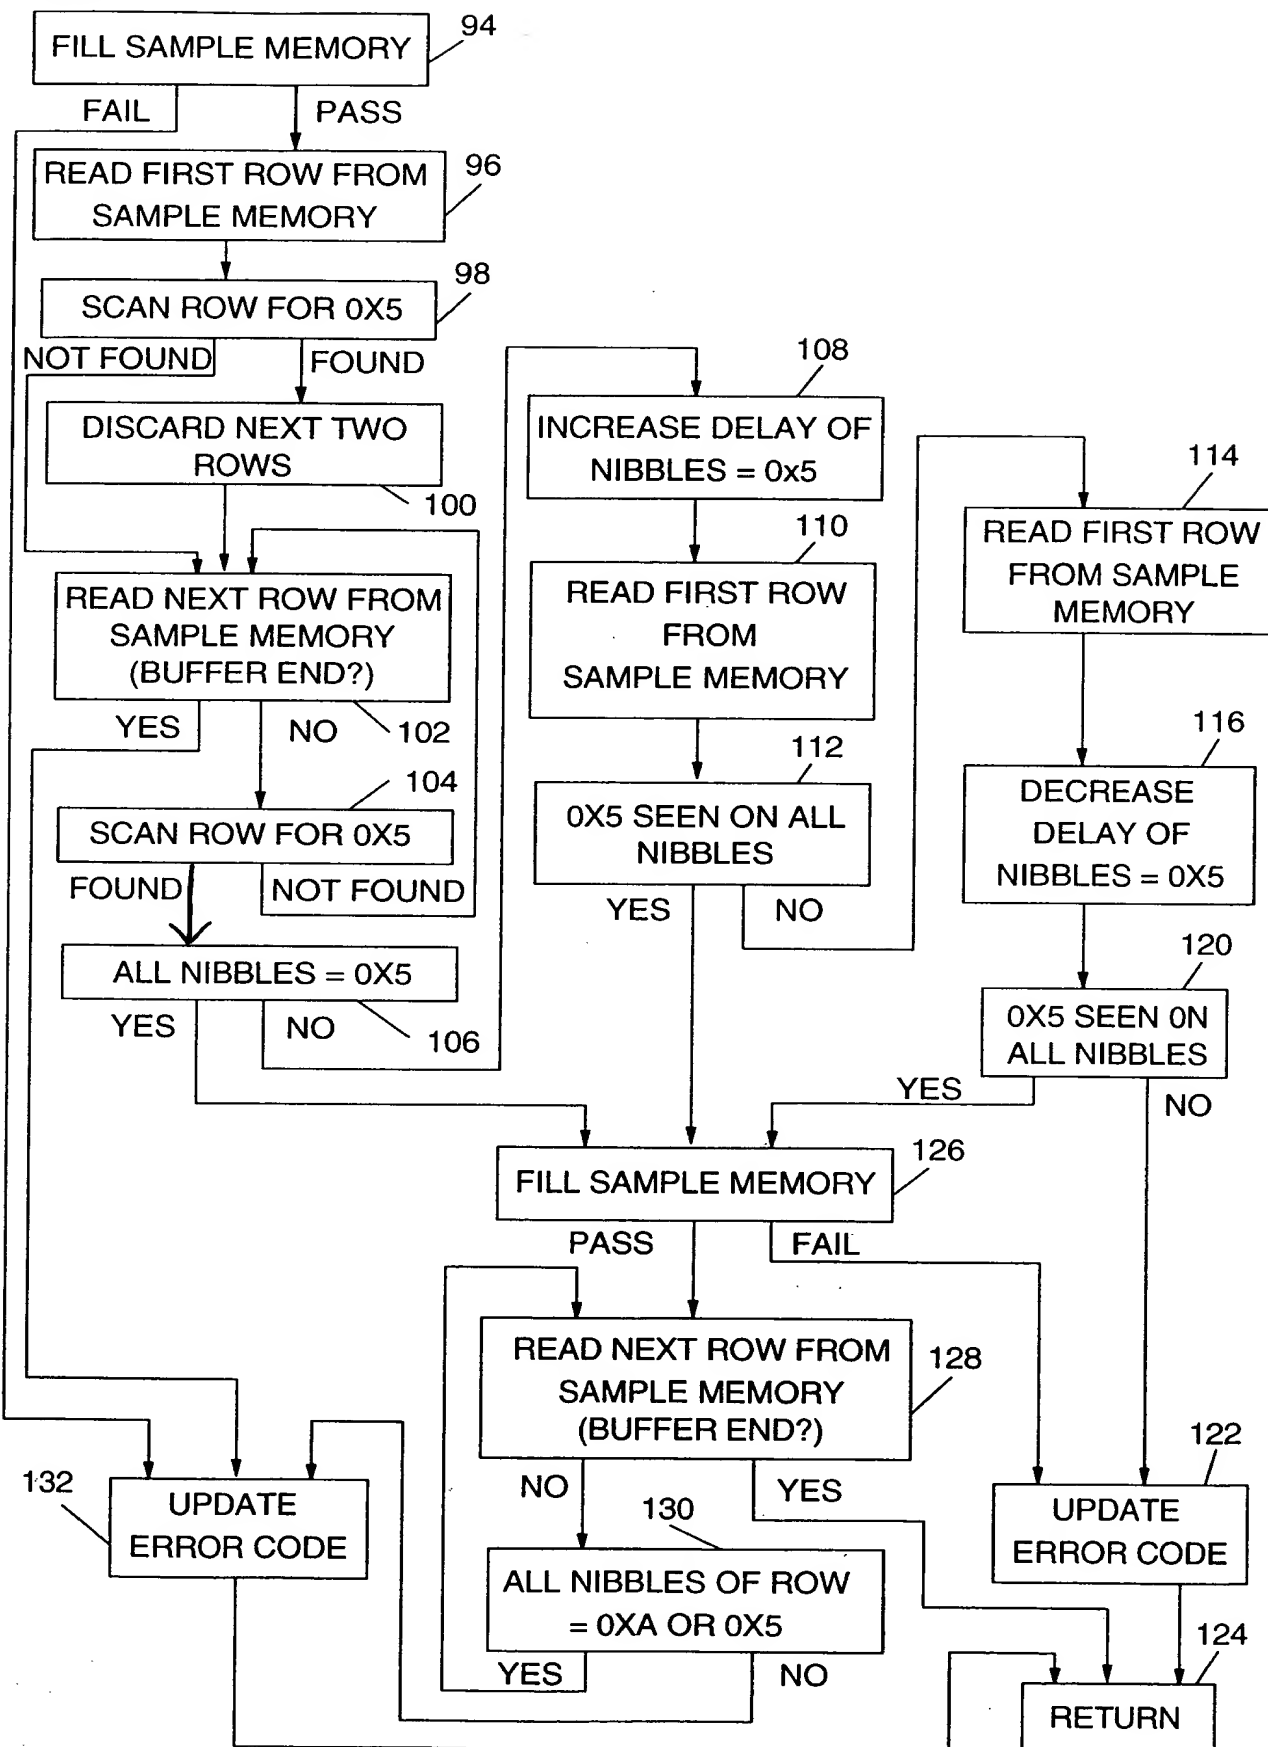 FILL SAMPLE MEMORY
94
FAIL
PASS
READ FIRST ROW FROM
SAMPLE MEMORY
96
SCAN ROW FOR 0X5
98
NOT FOUND
FOUND
DISCARD NEXT TWO
ROWS
100
READ NEXT ROW FROM
SAMPLE MEMORY
(BUFFER END?)
102
YES
NO
104
SCAN ROW FOR 0X5
FOUND
NOT FOUND
ALL NIBBLES = 0X5
106
YES
NO
108
INCREASE DELAY OF
NIBBLES = 0x5
110
READ FIRST ROW
FROM
SAMPLE MEMORY
112
0X5 SEEN ON ALL
NIBBLES
YES
NO
114
READ FIRST ROW
FROM SAMPLE
MEMORY
116
DECREASE
DELAY OF
NIBBLES = 0X5
120
0X5 SEEN 0N
ALL NIBBLES
YES
NO
FILL SAMPLE MEMORY
126
PASS
FAIL
READ NEXT ROW FROM
SAMPLE MEMORY
(BUFFER END?)
128
NO
YES
130
ALL NIBBLES OF ROW
= 0XA OR 0X5
YES
NO
132
UPDATE
ERROR CODE
122
UPDATE
ERROR CODE
124
RETURN